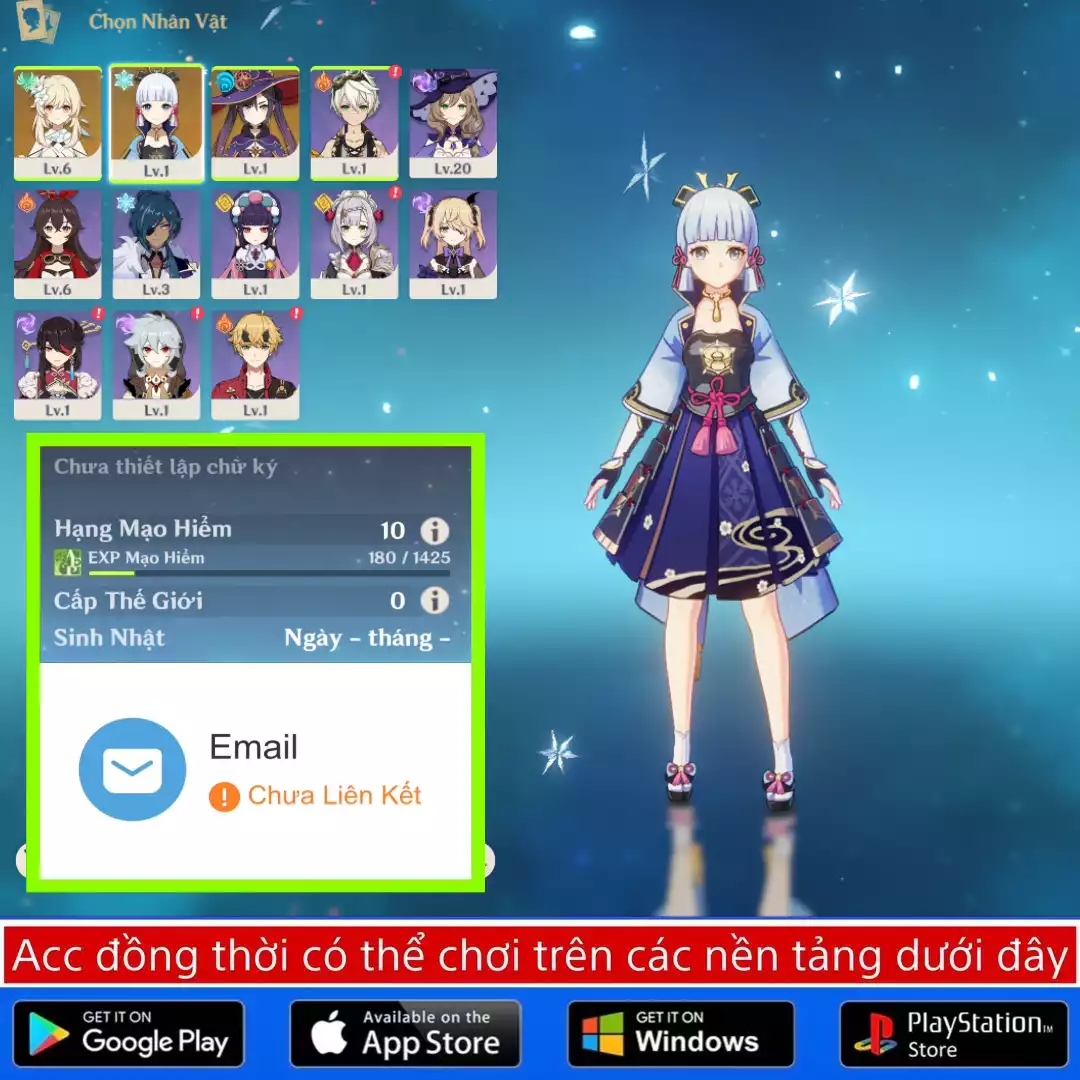 Chọn Nhân Vật
Lv.6
Lv.1
Lv.1
Lv.1
Lv.20
Lv.6
Lv.3
Lv.1
Lv.1
Lv.1
Lv.1
Lv.1
Lv.1
Chưa thiết lập chữ ký
Hạng Mạo Hiểm 10
EXP Mạo Hiểm 180 / 1425
Cấp Thế Giới 0
Sinh Nhật Ngày - tháng -
Email
Chưa Liên Kết
Acc đồng thời có thể chơi trên các nền tảng dưới đây
GET IT ON
Google Play
Available on the
App Store
GET IT ON
Windows
PlayStation™
Store